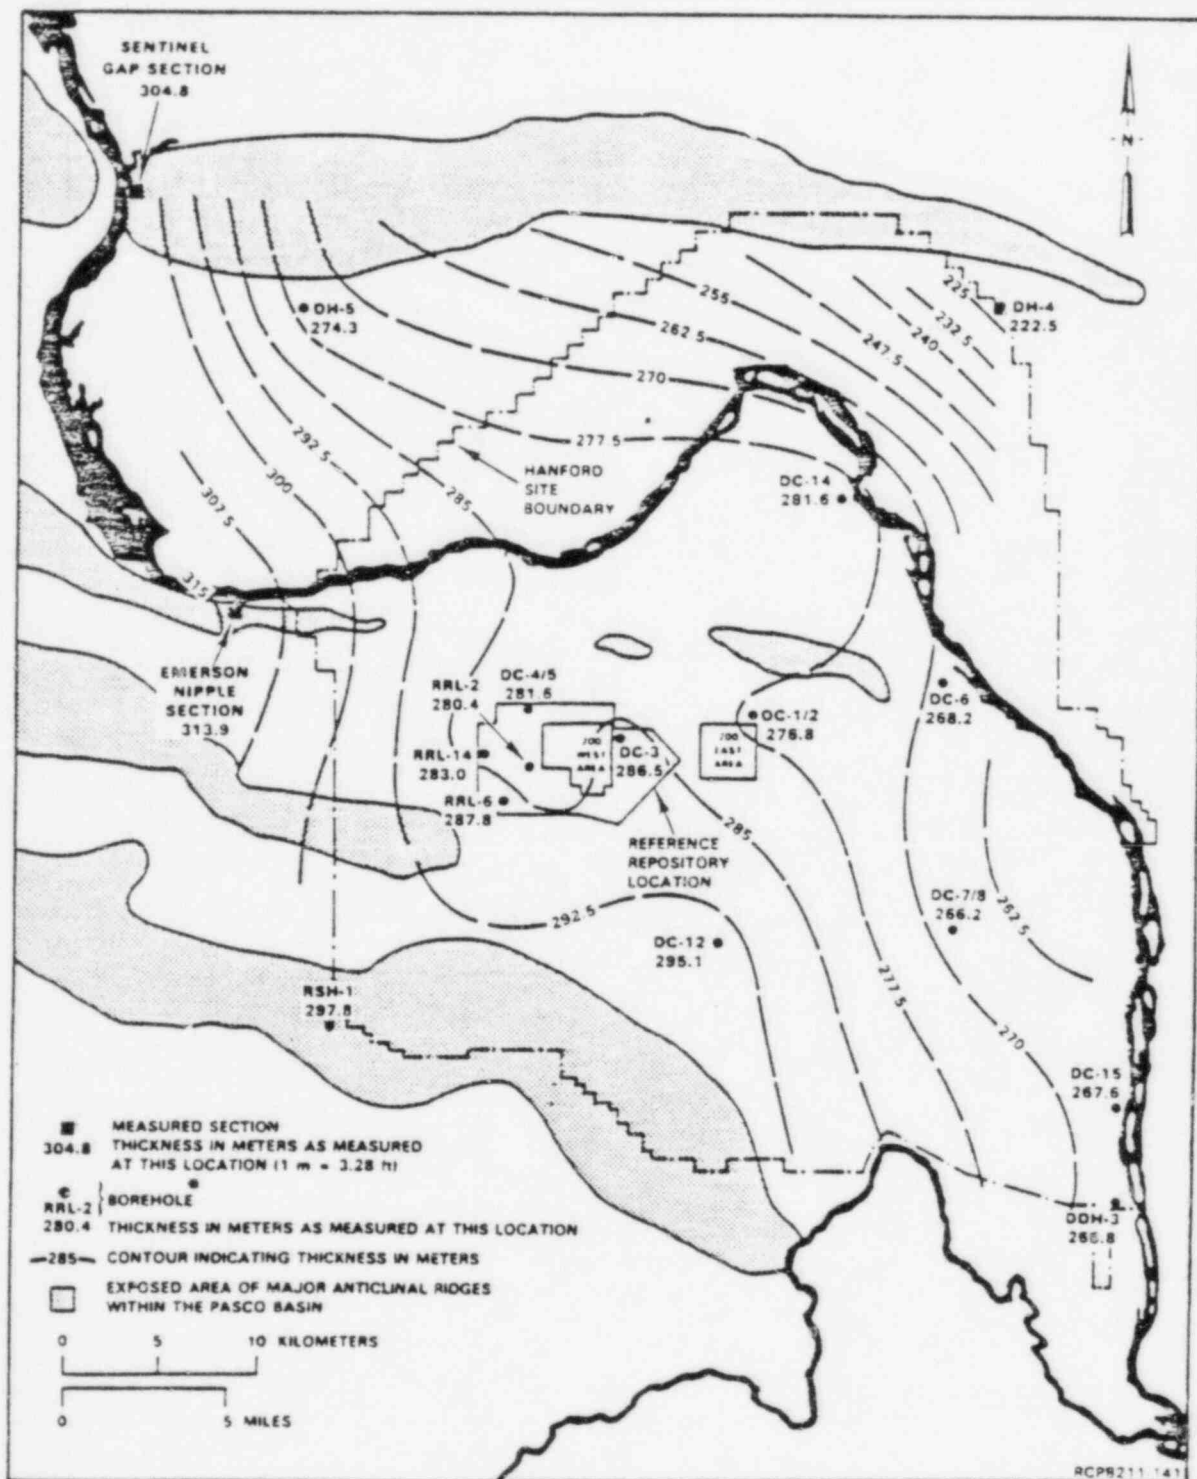 SENTINEL
GAP SECTION
304.8
N
DH-5
274.3
225
DH-4
222.5
232.5
240
247.5
255
262.5
270
277.5
285
292.5
300
307.5
315
HANFORD
SITE
BOUNDARY
DC-14
281.6
EMERSON
NIPPLE
SECTION
313.9
RRL-2
280.4
DC-4/5
281.6
RRL-14
283.0
RRL-6
287.8
200
WEST
AREA
DC-3
286.5
200
EAST
AREA
DC-1/2
276.8
DC-6
268.2
REFERENCE
REPOSITORY
LOCATION
285
292.5
DC-12
295.1
DC-7/8
266.2
262.5
277.5
270
RSH-1
297.8
DC-15
267.6
DDH-3
MEASURED SECTION
304.8 THICKNESS IN METERS AS MEASURED
AT THIS LOCATION (1 m = 3.28 ft)
RRL-2 } BOREHOLE
280.4 THICKNESS IN METERS AS MEASURED AT THIS LOCATION
—285— CONTOUR INDICATING THICKNESS IN METERS
EXPOSED AREA OF MAJOR ANTICLINAL RIDGES
WITHIN THE PASCO BASIN
0 5 10 KILOMETERS
0 5 MILES